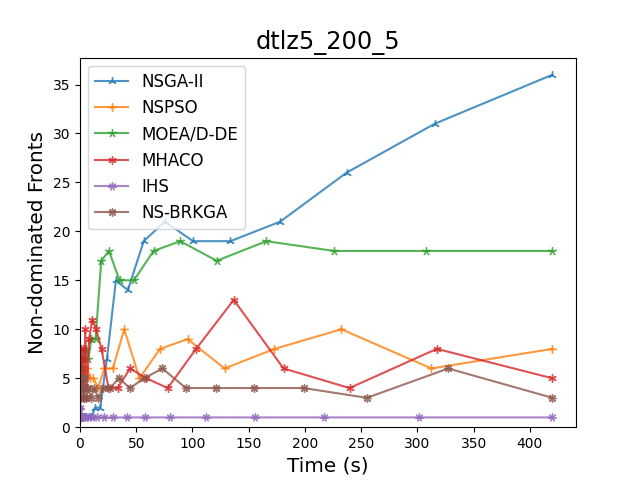 dtlz5_200_5
Non-dominated Fronts
35
30
25
20
15
10
5
0
NSGA-II
NSPSO
MOEA/D-DE
MHACO
IHS
NS-BRKGA
0 50 100 150 200 250 300 350 400
Time (s)